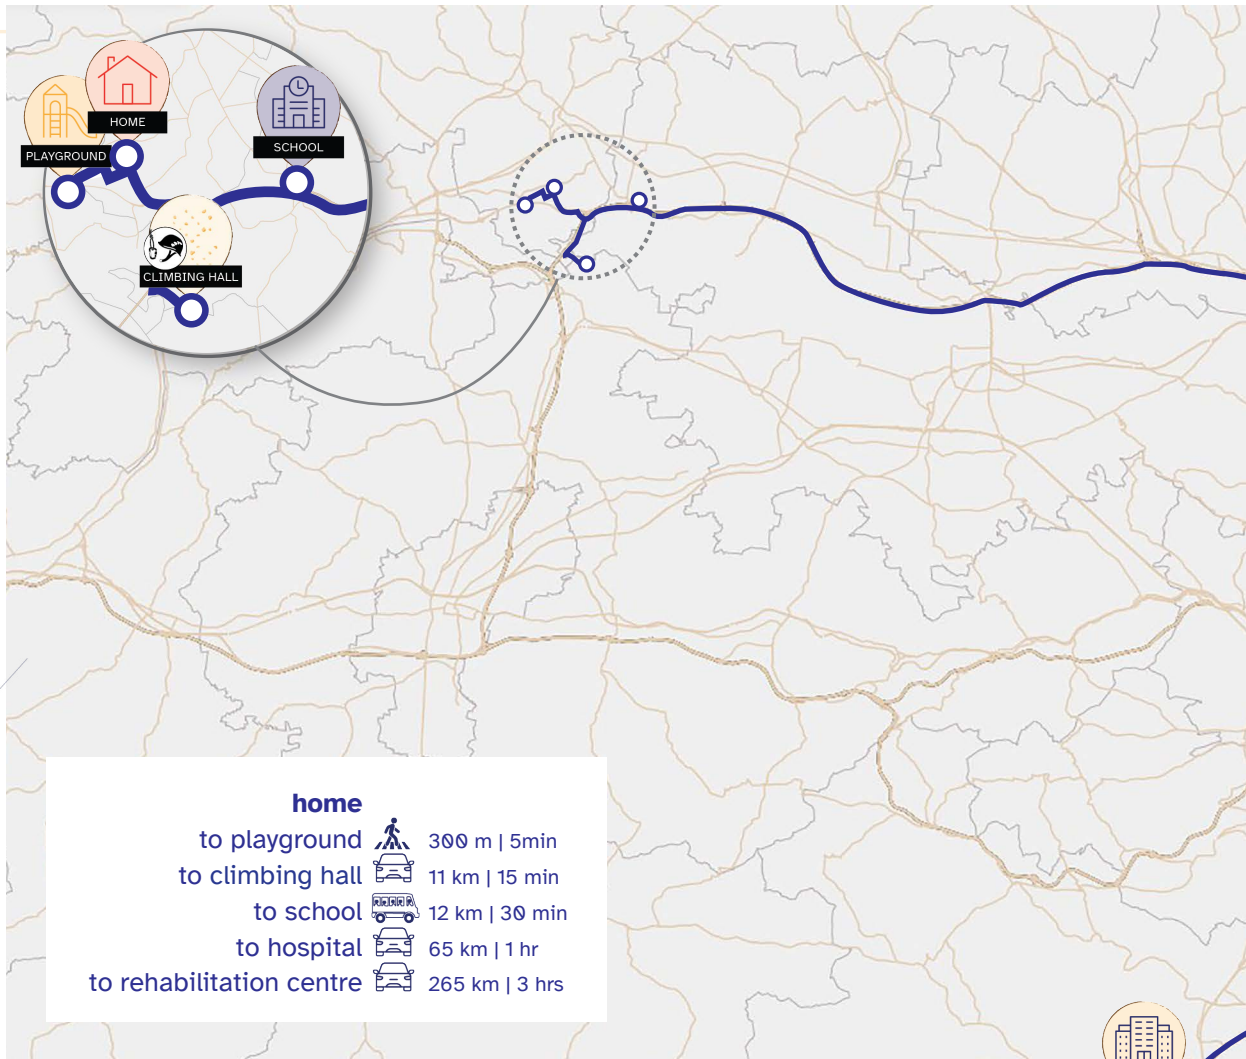 HOME
PLAYGROUND
SCHOOL
CLIMBING HALL
home
to playground 300 m | 5min
to climbing hall 11 km | 15 min
to school 12 km | 30 min
to hospital 65 km | 1 hr
to rehabilitation centre 265 km | 3 hrs